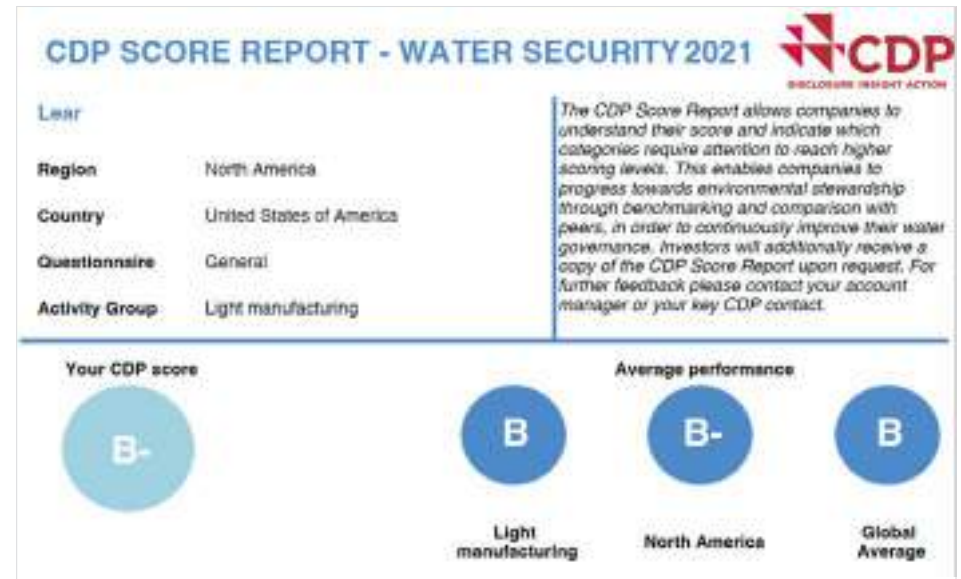 CDP SCORE REPORT - WATER SECURITY 2021
CDP
DISCLOSURE INSIGHT ACTION
Lear
Region North America
Country United States of America
Questionnaire General
Activity Group Light manufacturing
The CDP Score Report allows companies to
understand their score and indicate which
categories require attention to reach higher
scoring levels. This enables companies to
progress towards environmental stewardship
through benchmarking and comparison with
peers, in order to continuously improve their water
governance. Investors will additionally receive a
copy of the CDP Score Report upon request. For
further feedback please contact your account
manager or your key CDP contact.
Your CDP score
Average performance
B-
B
B-
B
Light
manufacturing
North America
Global
Average